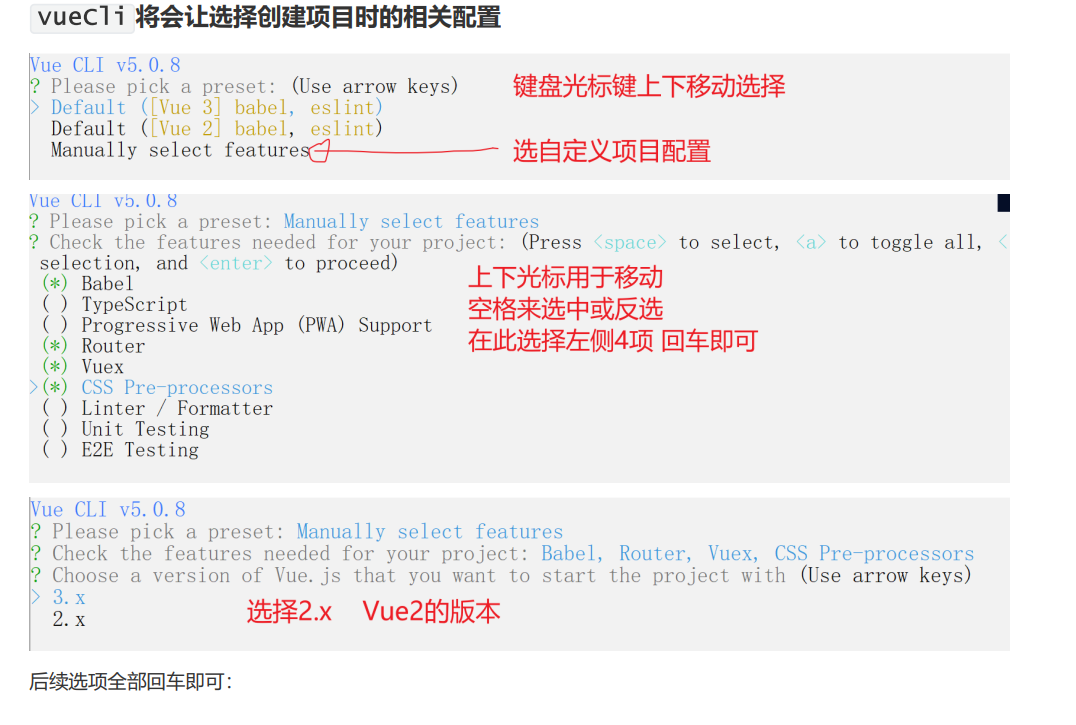 vueCli将会让选择创建项目时的相关配置
Vue CLI v5.0.8
? Please pick a preset: (Use arrow keys)
键盘光标键上下移动选择
> Default ([Vue 3] babel, eslint)
Default ([Vue 2] babel, eslint)
Manually select features
选自定义项目配置
Vue CLI v5.0.8
? Please pick a preset: Manually select features
? Check the features needed for your project: (Press <space> to select, <a> to toggle all, <
selection, and <enter> to proceed)
上下光标用于移动
(*) Babel
( ) TypeScript
空格来选中或反选
( ) Progressive Web App (PWA) Support
在此选择左侧4项 回车即可
(*) Router
(*) Vuex
>(*) CSS Pre-processors
( ) Linter / Formatter
( ) Unit Testing
( ) E2E Testing
Vue CLI v5.0.8
? Please pick a preset: Manually select features
? Check the features needed for your project: Babel, Router, Vuex, CSS Pre-processors
? Choose a version of Vue.js that you want to start the project with (Use arrow keys)
> 3.x
2.x
选择2.x Vue2的版本
后续选项全部回车即可：